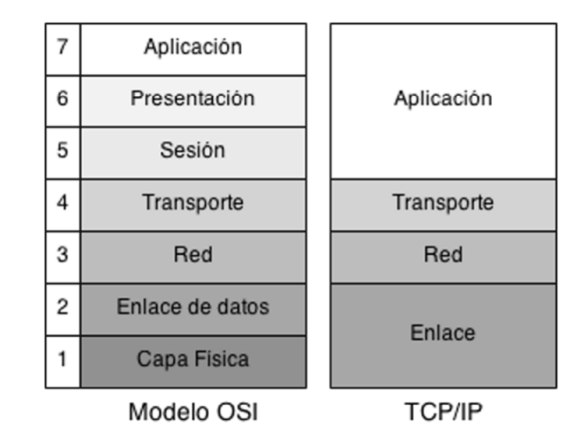 7 Aplicación
6 Presentación
5 Sesión
4 Transporte
3 Red
2 Enlace de datos
1 Capa Física
Modelo OSI
Aplicación
Transporte
Red
Enlace
TCP/IP